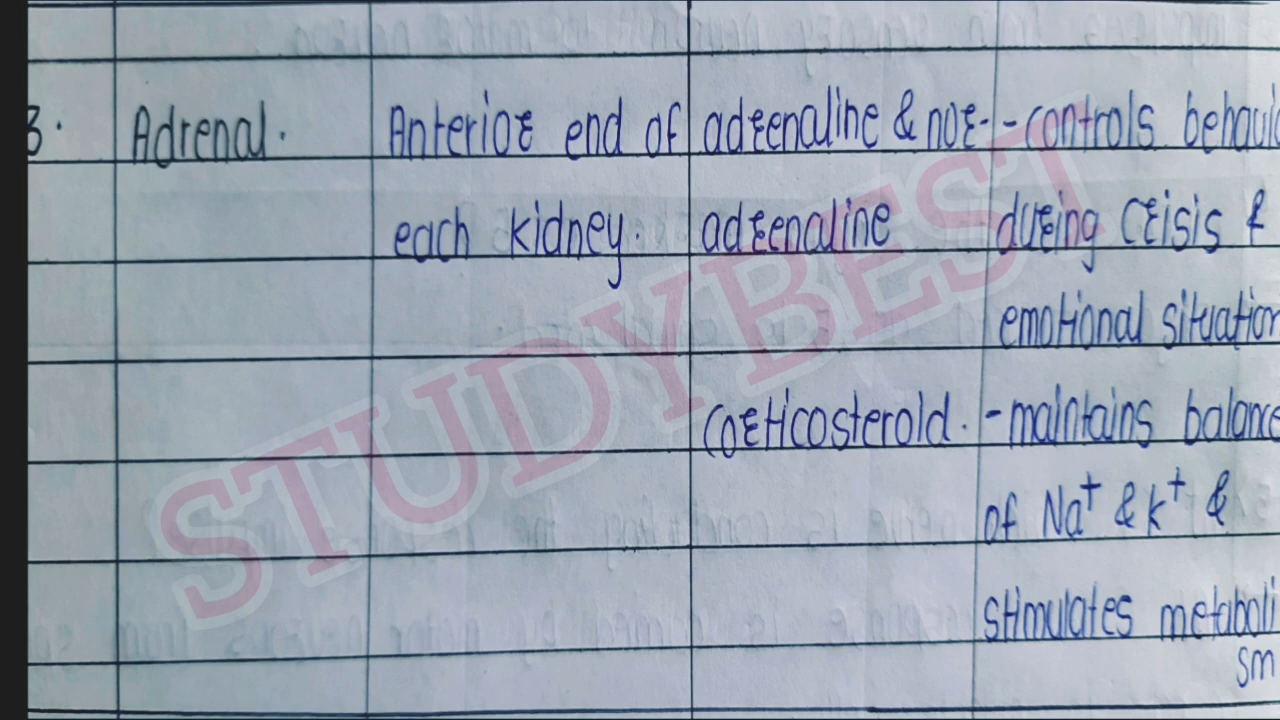 3. Adrenal. Anterior end of adrenaline & nor- - controls behavi
each kidney. adrenaline during crisis &
emotional situation
Corticosteroid. - maintains balance
of Na⁺ & K⁺ &
stimulates metaboli
sm
STUDYBEST